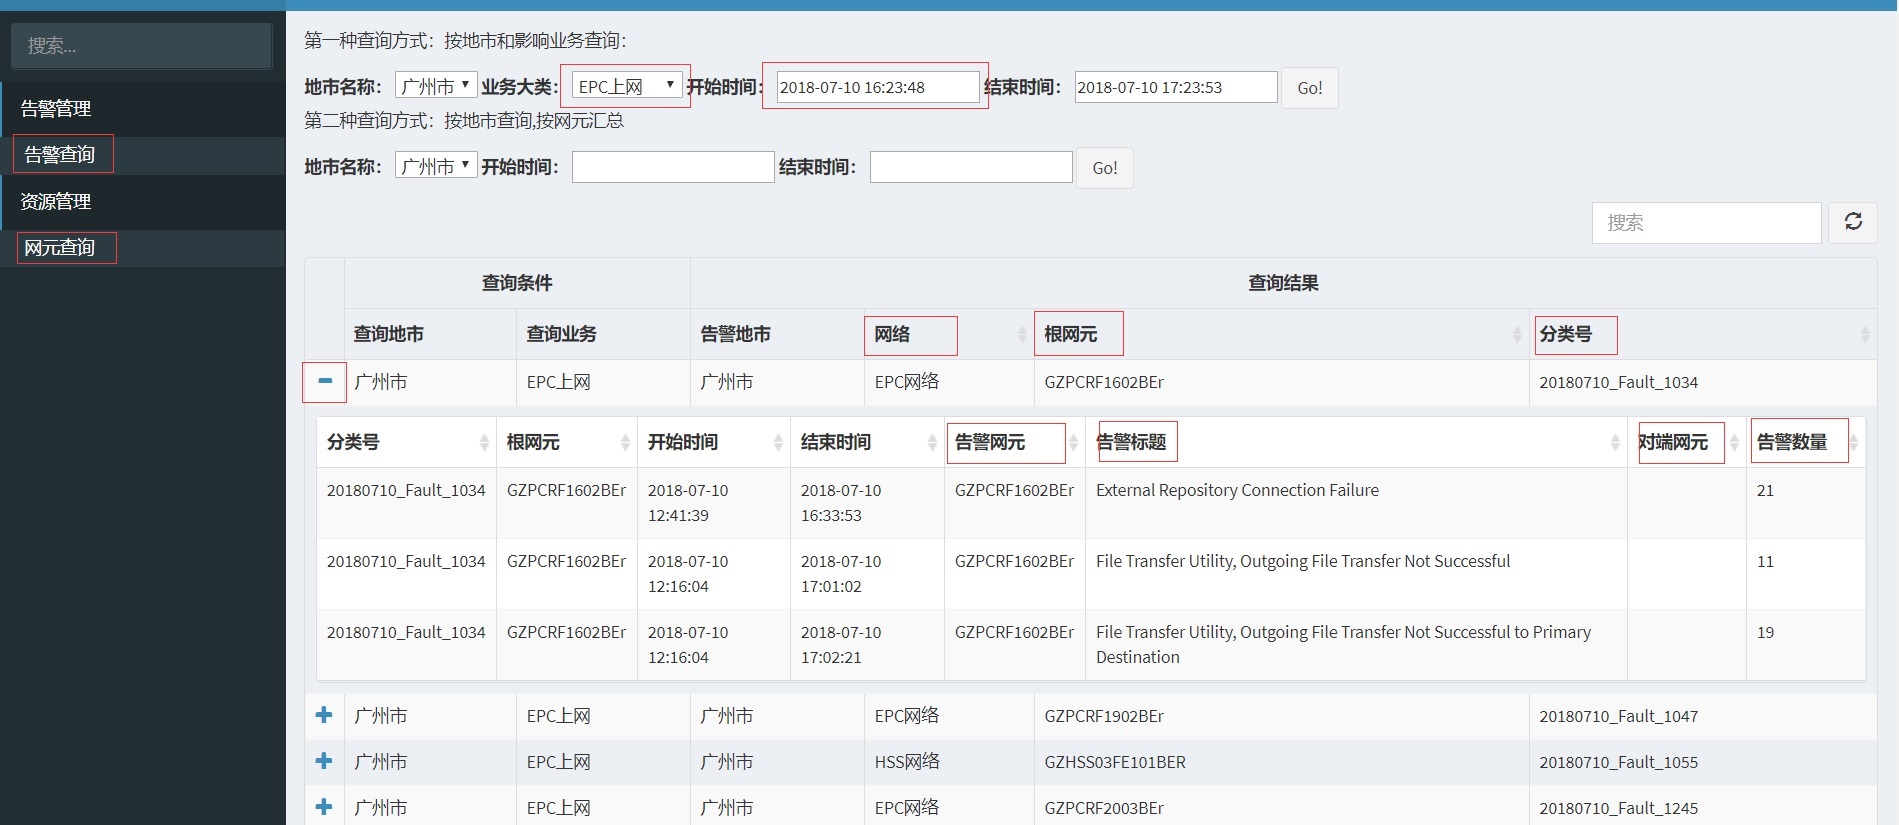 搜索...
告警管理
告警查询
资源管理
网元查询
第一种查询方式：按地市和影响业务查询：
地市名称： 广州市 业务大类： EPC上网 开始时间： 2018-07-10 16:23:48 结束时间： 2018-07-10 17:23:53 Go!
第二种查询方式：按地市查询,按网元汇总
地市名称： 广州市 开始时间： 结束时间： Go!
搜索
查询条件 查询结果
查询地市 查询业务 告警地市 网络 根网元 分类号
广州市 EPC上网 广州市 EPC网络 GZPCRF1602BEr 20180710_Fault_1034
分类号 根网元 开始时间 结束时间 告警网元 告警标题 对端网元 告警数量
20180710_Fault_1034 GZPCRF1602BEr 2018-07-10 2018-07-10 GZPCRF1602BEr External Repository Connection Failure 21
12:41:39 16:33:53
20180710_Fault_1034 GZPCRF1602BEr 2018-07-10 2018-07-10 GZPCRF1602BEr File Transfer Utility, Outgoing File Transfer Not Successful 11
12:16:04 17:01:02
20180710_Fault_1034 GZPCRF1602BEr 2018-07-10 2018-07-10 GZPCRF1602BEr File Transfer Utility, Outgoing File Transfer Not Successful to Primary 19
12:16:04 17:02:21 Destination
广州市 EPC上网 广州市 EPC网络 GZPCRF1902BEr 20180710_Fault_1047
广州市 EPC上网 广州市 HSS网络 GZHSS03FE101BER 20180710_Fault_1055
广州市 EPC上网 广州市 EPC网络 GZPCRF2003BEr 20180710_Fault_1245